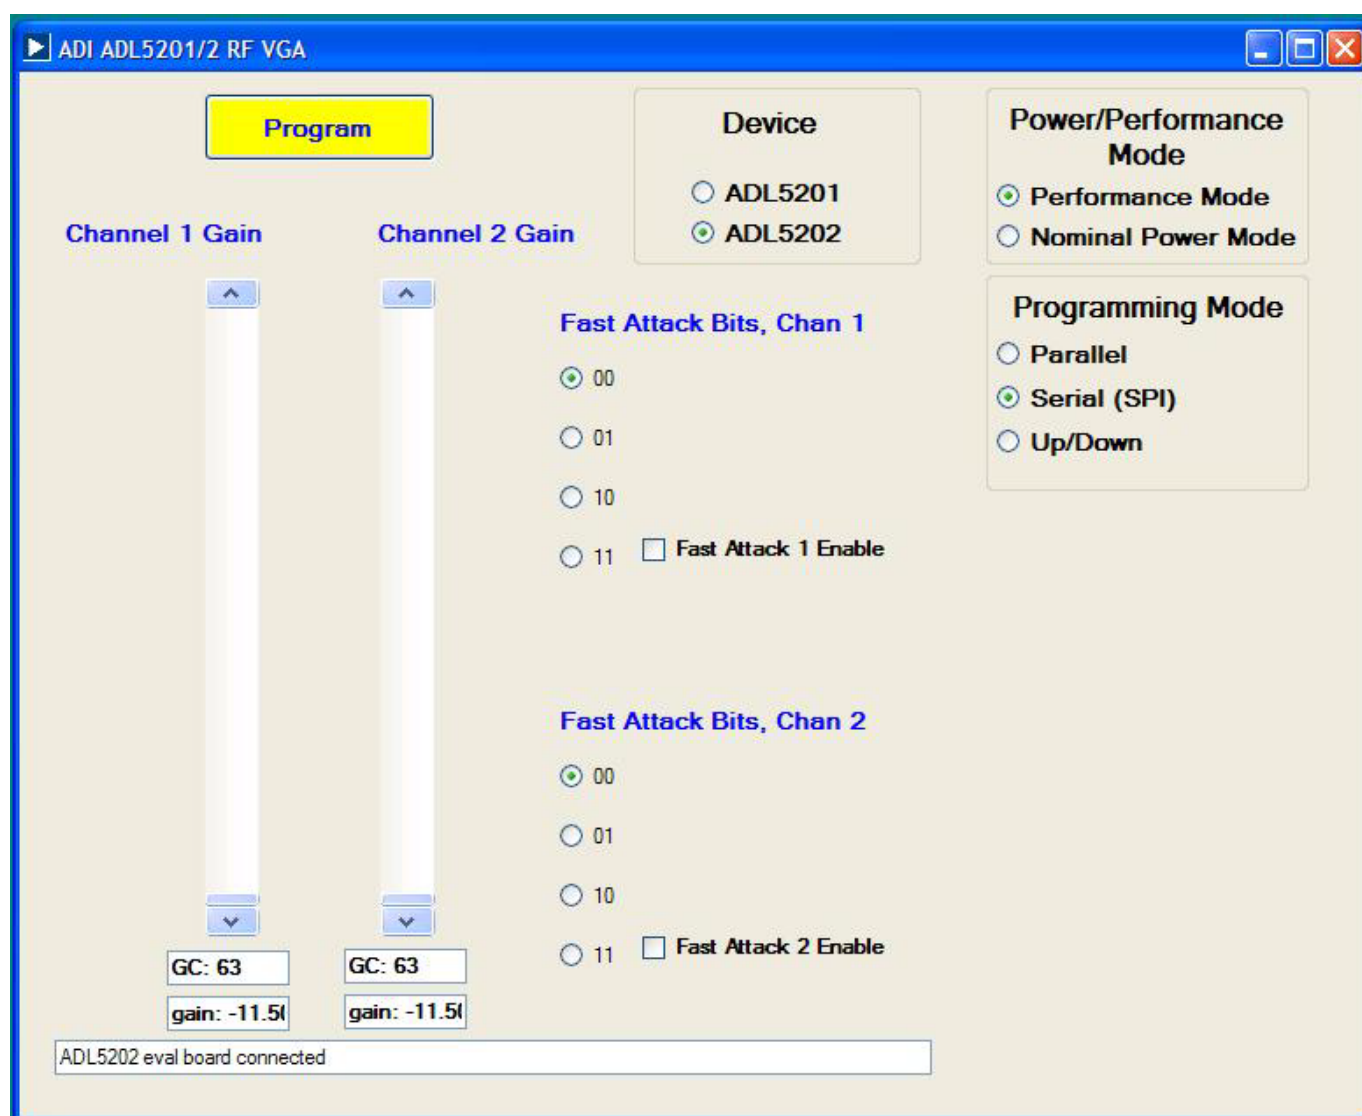 ADI ADL5201/2 RF VGA
Program
Device
ADL5201
ADL5202
Power/Performance
Mode
Performance Mode
Nominal Power Mode
Channel 1 Gain
Channel 2 Gain
Programming Mode
Parallel
Serial (SPI)
Up/Down
Fast Attack Bits, Chan 1
00
01
10
11
Fast Attack 1 Enable
Fast Attack Bits, Chan 2
00
01
10
11
Fast Attack 2 Enable
GC: 63
GC: 63
gain: -11.50
gain: -11.50
ADL5202 eval board connected